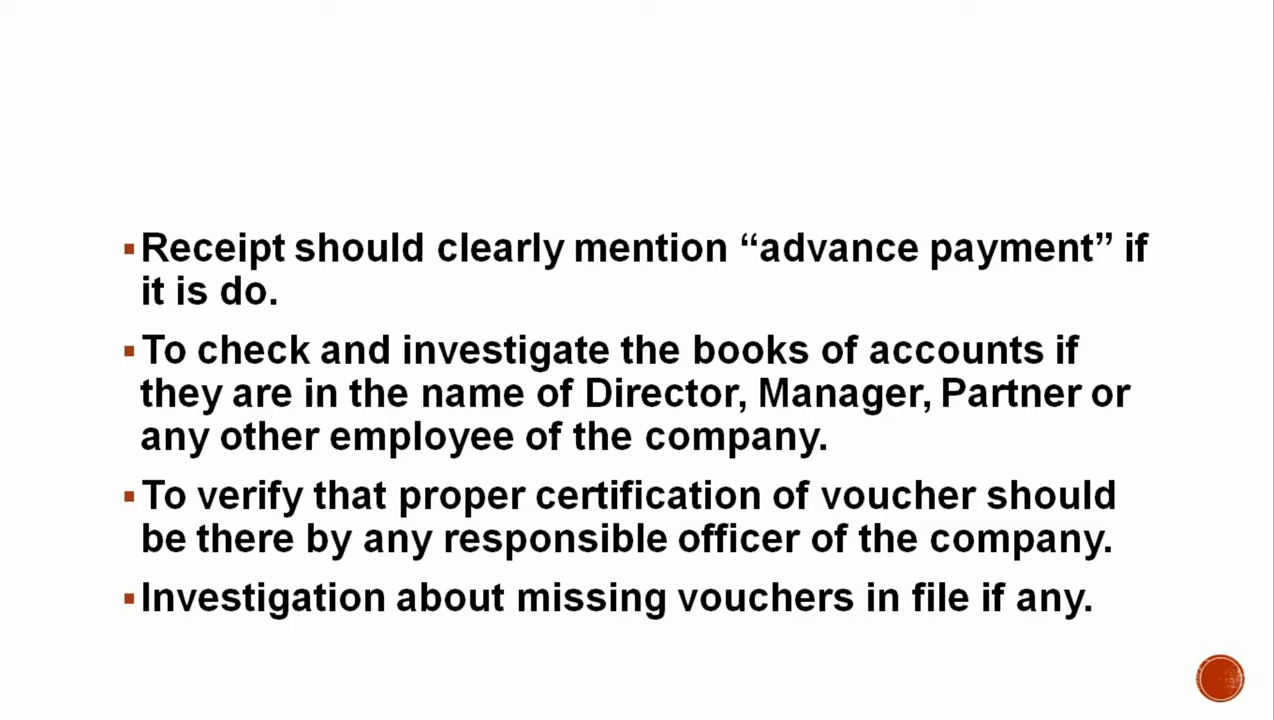 ▪Receipt should clearly mention “advance payment” if
it is do.
▪To check and investigate the books of accounts if
they are in the name of Director, Manager, Partner or
any other employee of the company.
▪To verify that proper certification of voucher should
be there by any responsible officer of the company.
▪Investigation about missing vouchers in file if any.